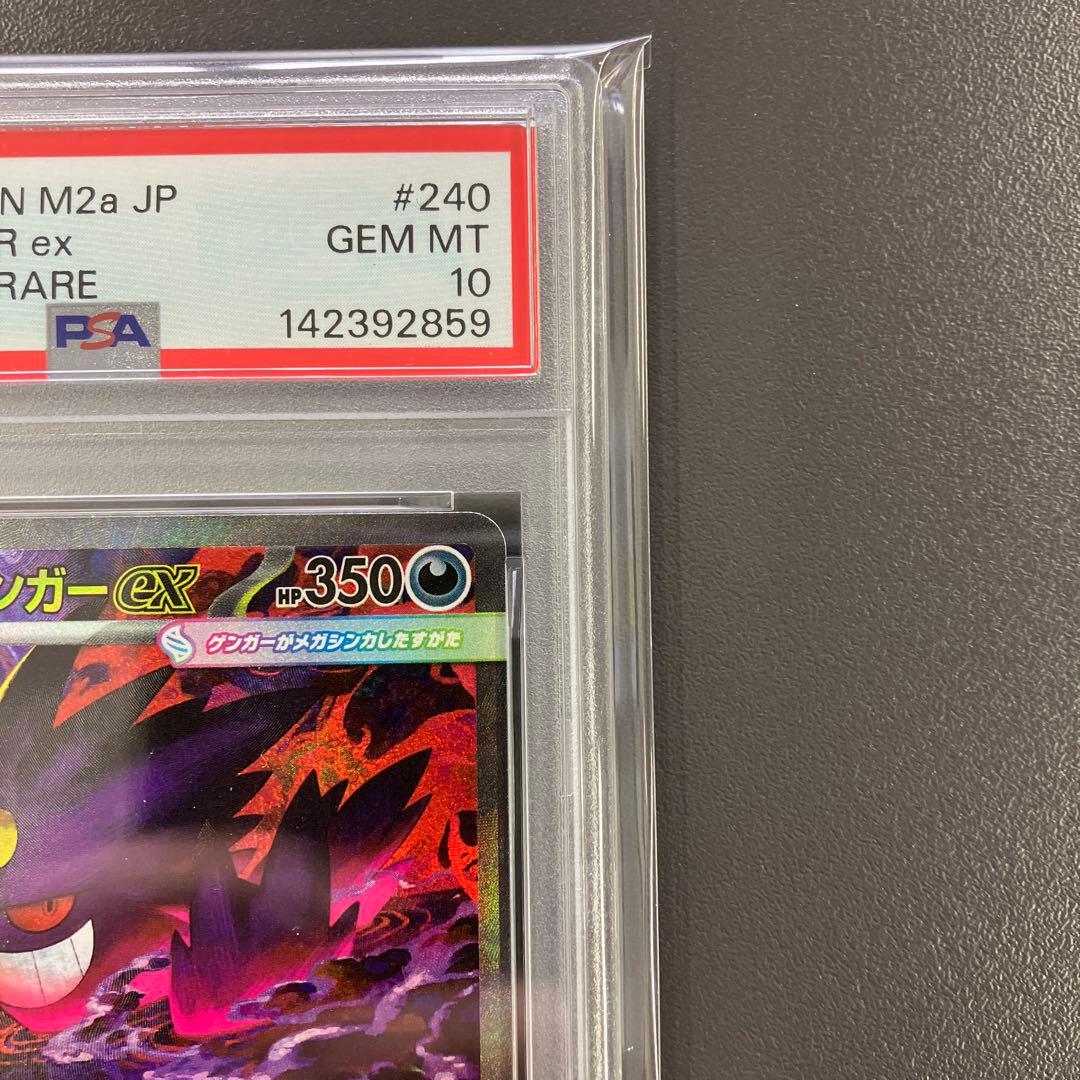 N M2a JP #240
R ex GEM MT
RARE 10
PSA 142392859
ンガーex HP350
ゲンガーがメガシンカしたすがた